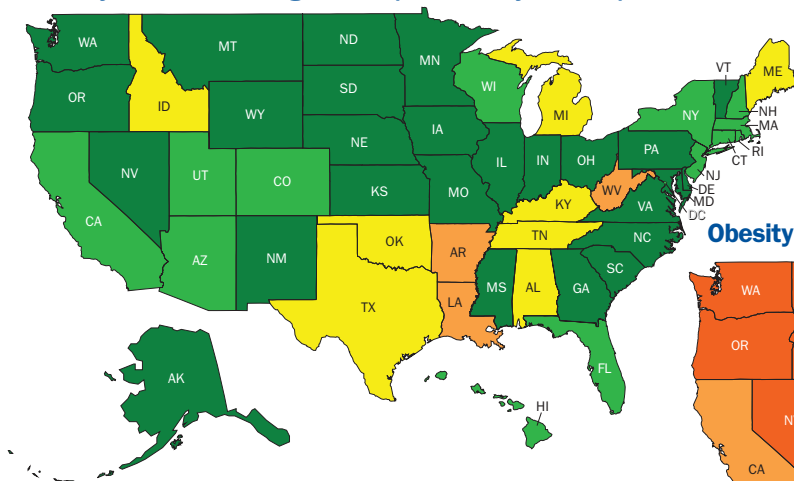 WA
MT
ND
MN
VT
ME
OR
ID
SD
WI
MI
NY
NH
MA
WY
IA
RI
CT
NE
PA
NV
UT
CO
IL
IN
OH
NJ
DE
MD
DC
KS
MO
KY
WV
VA
CA
AZ
NM
OK
AR
TN
NC
SC
TX
LA
MS
AL
GA
FL
AK
HI
Obesity
WA
OR
N
CA